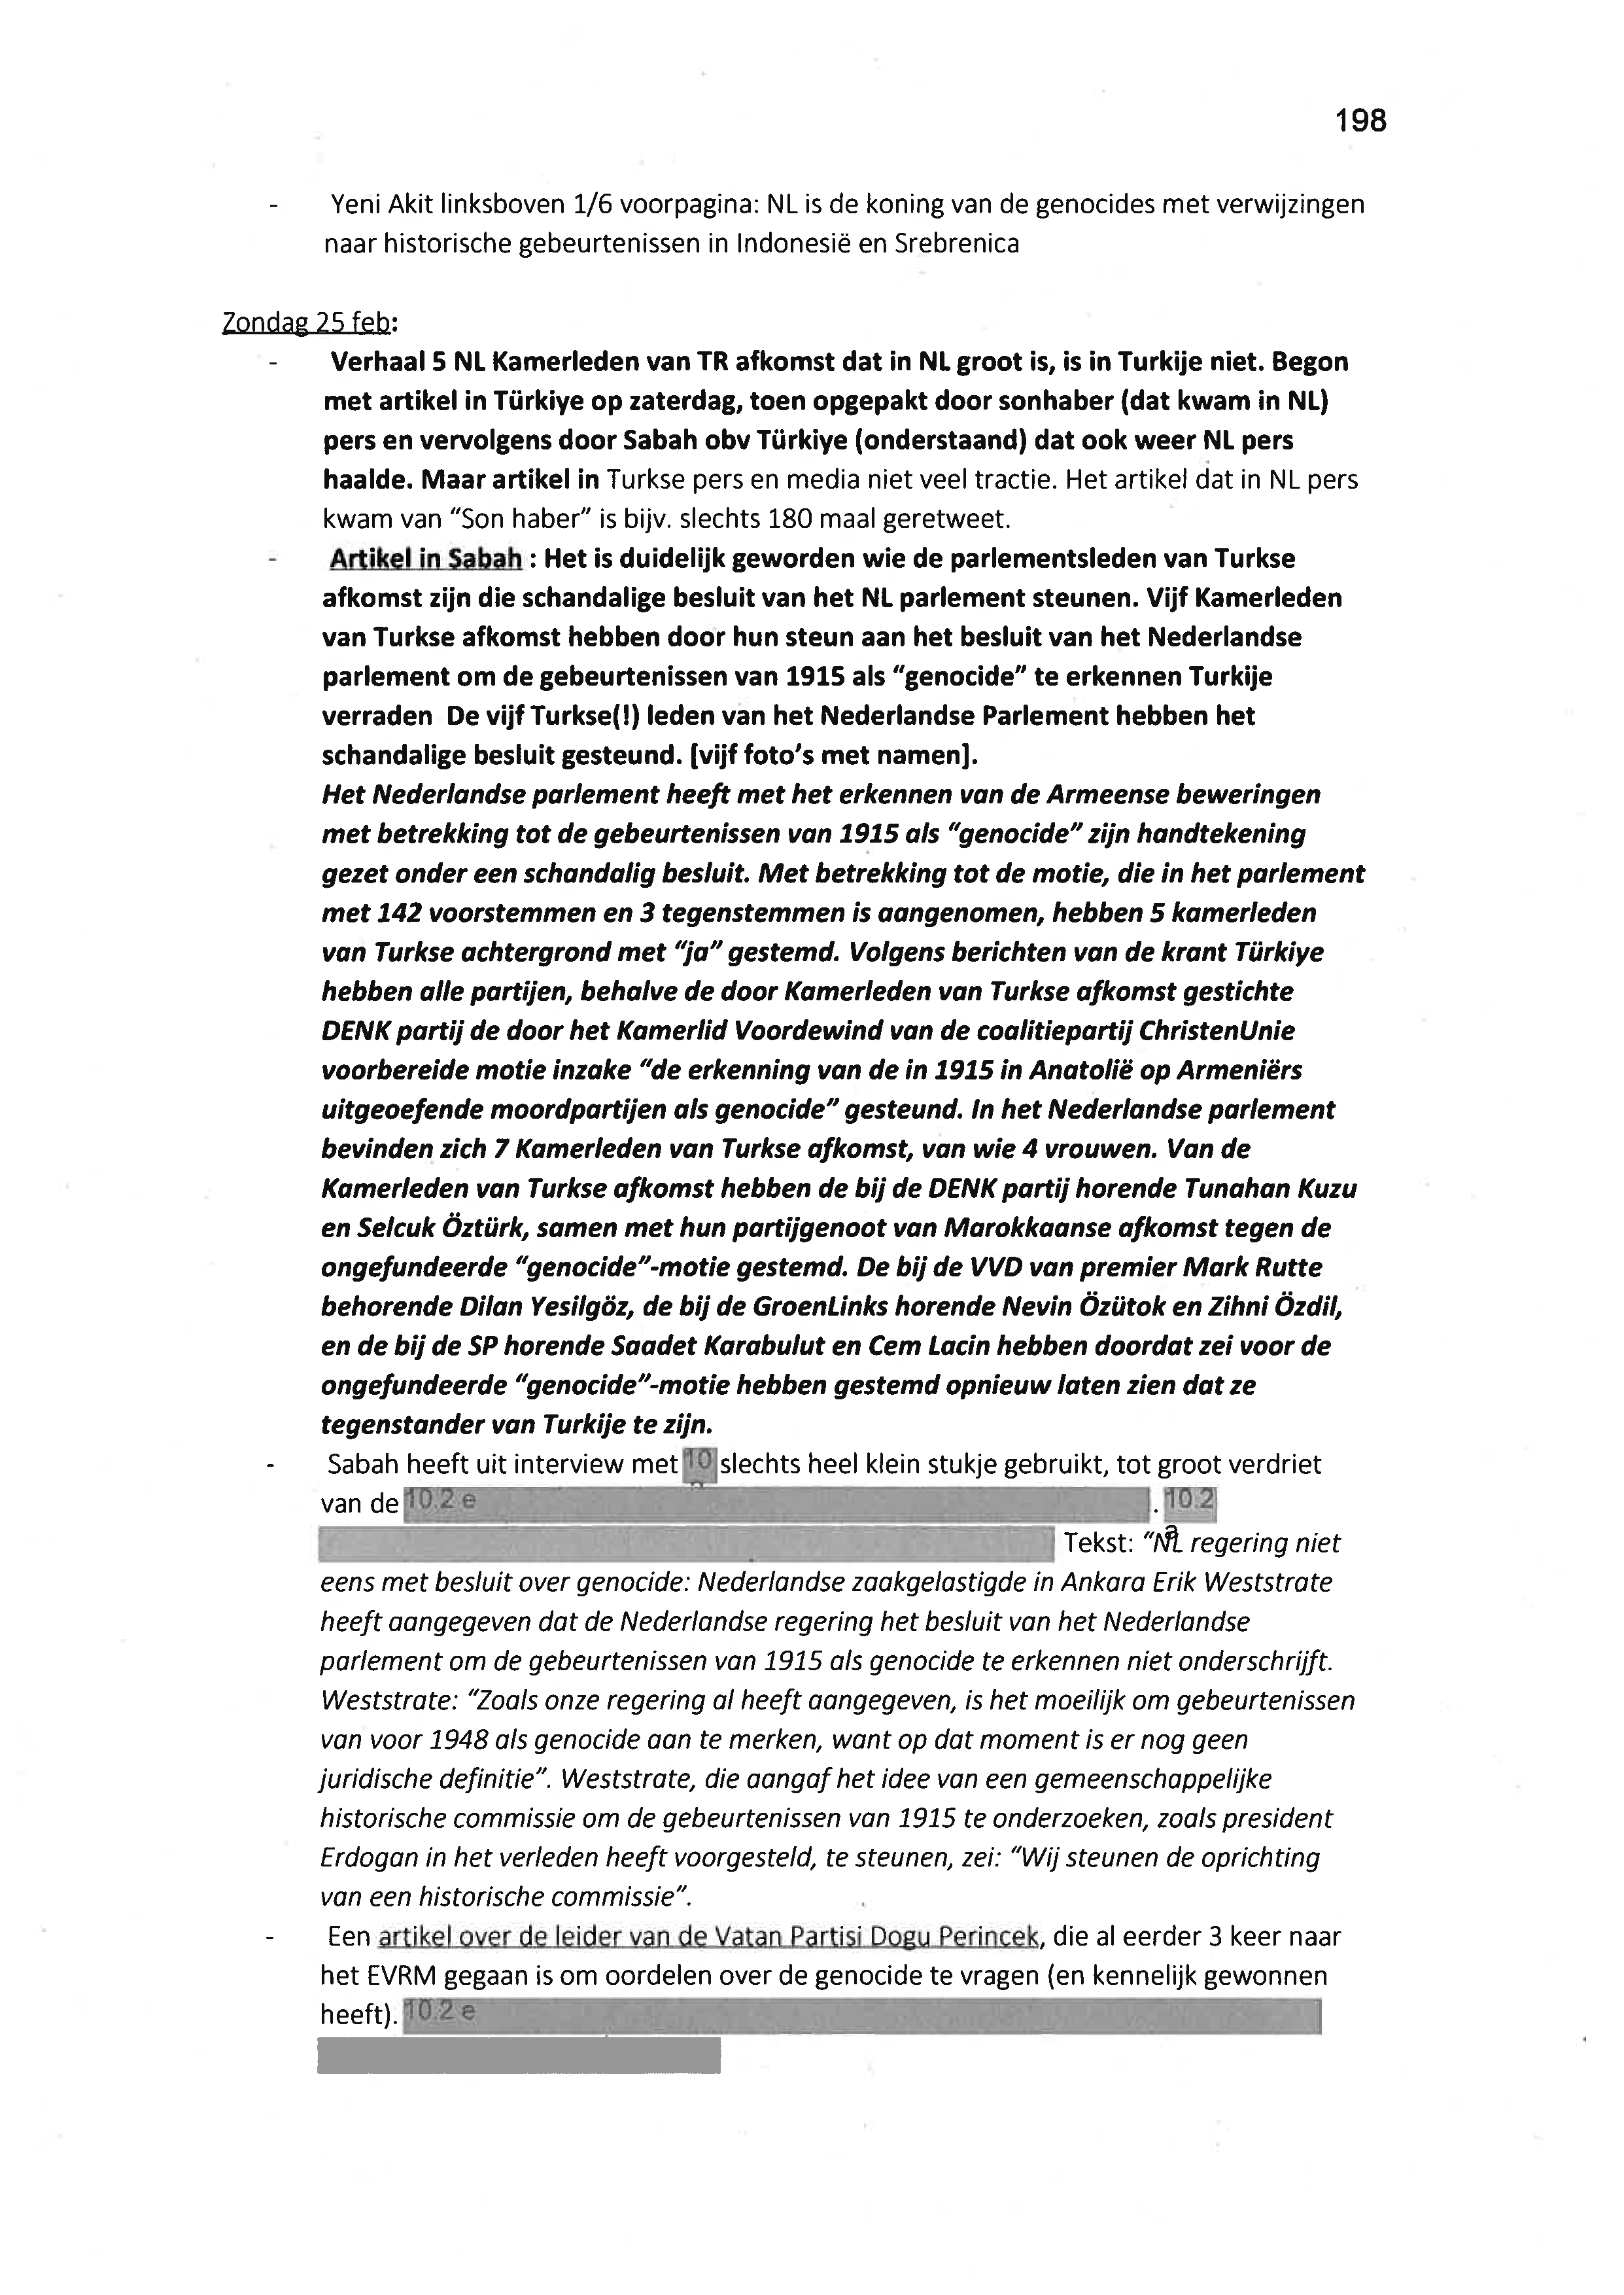 198
- Yeni Akit linksboven 1/6 voorpagina: NL is de koning van de genocides met verwijzingen
naar historische gebeurtenissen in Indonesië en Srebrenica
Zondag 25 feb:
- Verhaal 5 NL Kamerleden van TR afkomst dat in NL groot is, is in Turkije niet. Begon
met artikel in Türkiye op zaterdag, toen opgepakt door sonhaber (dat kwam in NL)
pers en vervolgens door Sabah obv Türkiye (onderstaand) dat ook weer NL pers
haalde. Maar artikel in Turkse pers en media niet veel tractie. Het artikel dat in NL pers
kwam van "Son haber" is bijv. slechts 180 maal geretweet.
- Artikel in Sabah : Het is duidelijk geworden wie de parlementsleden van Turkse
afkomst zijn die schandalige besluit van het NL parlement steunen. Vijf Kamerleden
van Turkse afkomst hebben door hun steun aan het besluit van het Nederlandse
parlement om de gebeurtenissen van 1915 als "genocide" te erkennen Turkije
verraden De vijf Turkse(!) leden van het Nederlandse Parlement hebben het
schandalige besluit gesteund. [vijf foto's met namen].
Het Nederlandse parlement heeft met het erkennen van de Armeense beweringen
met betrekking tot de gebeurtenissen van 1915 als "genocide" zijn handtekening
gezet onder een schandalig besluit. Met betrekking tot de motie, die in het parlement
met 142 voorstemmen en 3 tegenstemmen is aangenomen, hebben 5 kamerleden
van Turkse achtergrond met "ja" gestemd. Volgens berichten van de krant Türkiye
hebben alle partijen, behalve de door Kamerleden van Turkse afkomst gestichte
DENK partij de door het Kamerlid Voordewind van de coalitiepartij ChristenUnie
voorbereide motie inzake "de erkenning van de in 1915 in Anatolië op Armeniërs
uitgeoefende moordpartijen als genocide" gesteund. In het Nederlandse parlement
bevinden zich 7 Kamerleden van Turkse afkomst, van wie 4 vrouwen. Van de
Kamerleden van Turkse afkomst hebben de bij de DENK partij horende Tunahan Kuzu
en Selcuk Öztürk, samen met hun partijgenoot van Marokkaanse afkomst tegen de
ongefundeerde "genocide"-motie gestemd. De bij de VVD van premier Mark Rutte
behorende Dilan Yesilgöz, de bij de GroenLinks horende Nevin Özütok en Zihni Özdil,
en de bij de SP horende Saadet Karabulut en Cem Lacin hebben doordat zei voor de
ongefundeerde "genocide"-motie hebben gestemd opnieuw laten zien dat ze
tegenstander van Turkije te zijn.
- Sabah heeft uit interview met 10 slechts heel klein stukje gebruikt, tot groot verdriet
van de 10.2 e . 10.2
Tekst: "NL regering niet
eens met besluit over genocide: Nederlandse zaakgelastigde in Ankara Erik Weststrate
heeft aangegeven dat de Nederlandse regering het besluit van het Nederlandse
parlement om de gebeurtenissen van 1915 als genocide te erkennen niet onderschrijft.
Weststrate: "Zoals onze regering al heeft aangegeven, is het moeilijk om gebeurtenissen
van voor 1948 als genocide aan te merken, want op dat moment is er nog geen
juridische definitie". Weststrate, die aangaf het idee van een gemeenschappelijke
historische commissie om de gebeurtenissen van 1915 te onderzoeken, zoals president
Erdogan in het verleden heeft voorgesteld, te steunen, zei: "Wij steunen de oprichting
van een historische commissie".
- Een artikel over de leider van de Vatan Partisi Dogu Perincek, die al eerder 3 keer naar
het EVRM gegaan is om oordelen over de genocide te vragen (en kennelijk gewonnen
heeft). 10.2 e